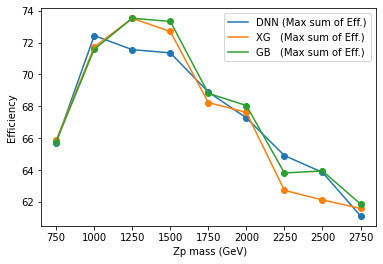 74
72
70
68
66
64
62
Efficiency
DNN (Max sum of Eff.)
XG (Max sum of Eff.)
GB (Max sum of Eff.)
750 1000 1250 1500 1750 2000 2250 2500 2750
Zp mass (GeV)